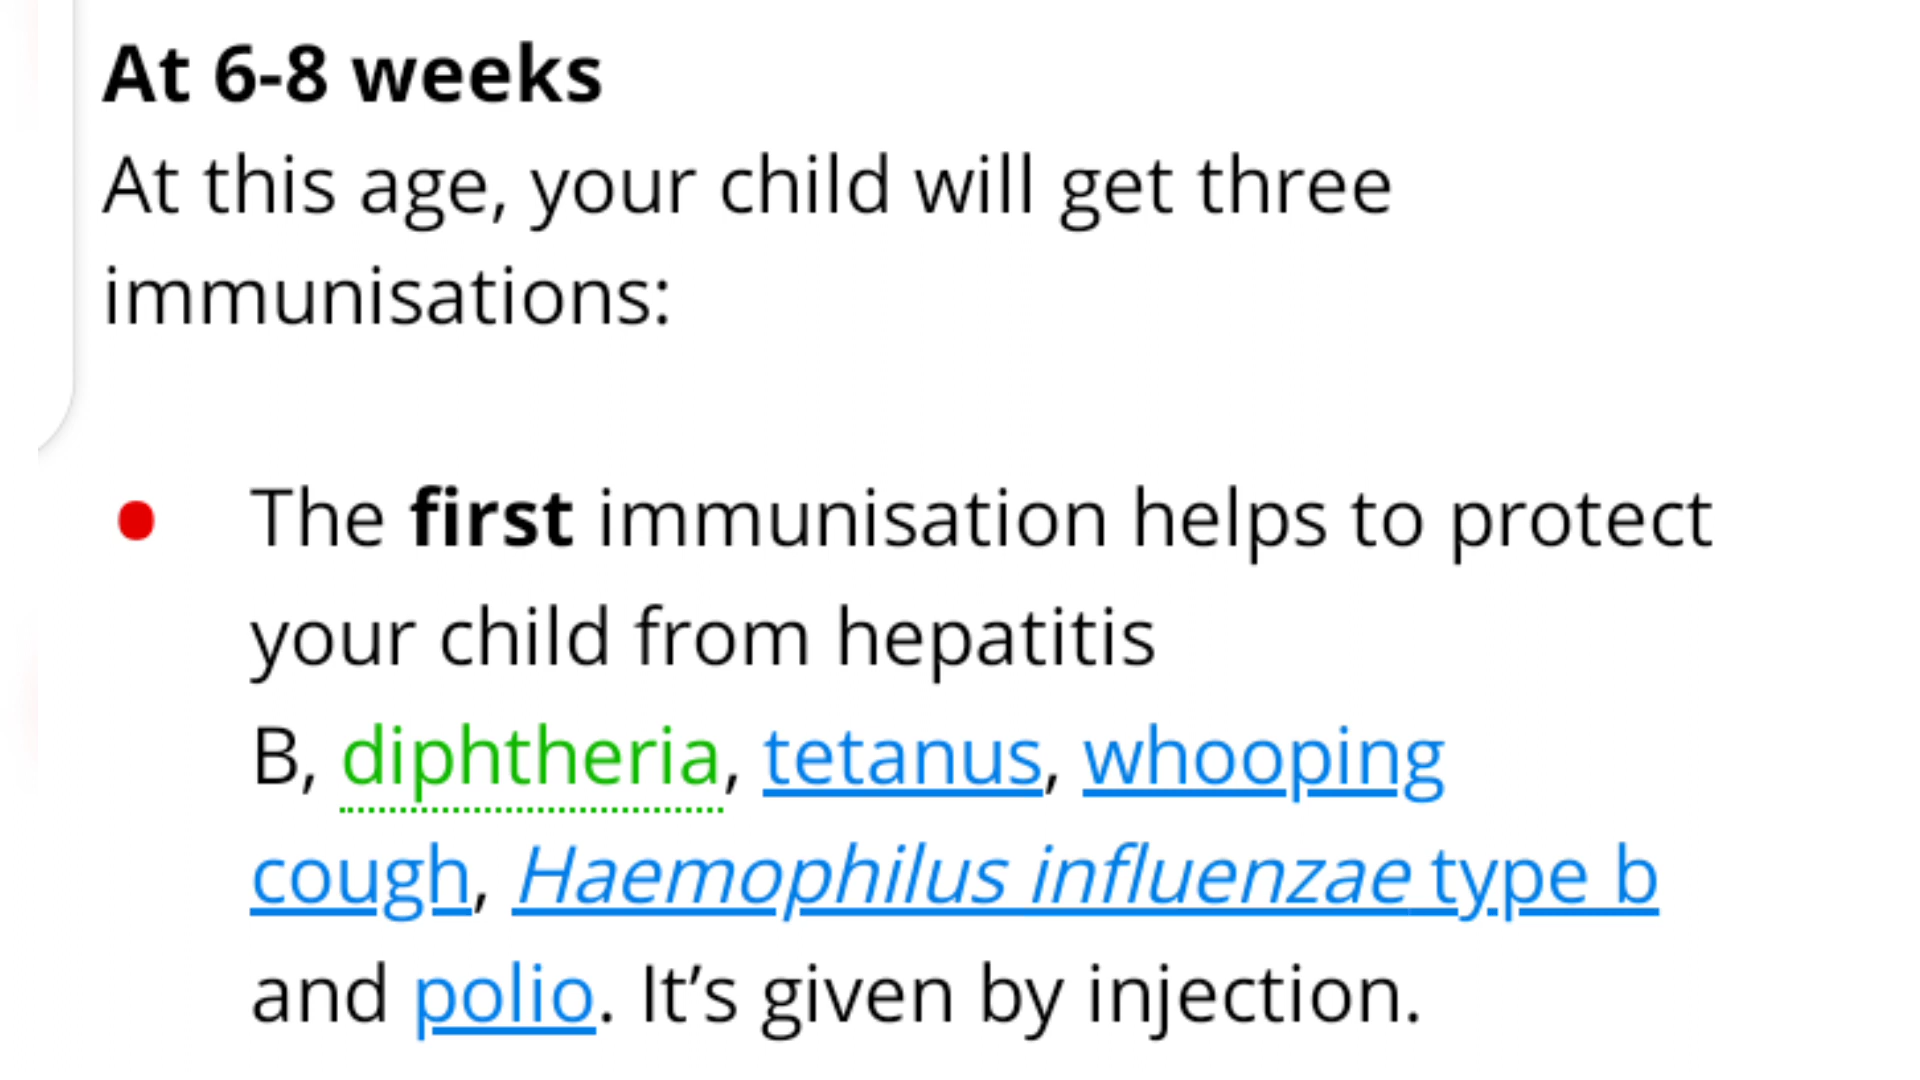 At 6-8 weeks
At this age, your child will get three
immunisations:
• The first immunisation helps to protect
your child from hepatitis
B, diphtheria, tetanus, whooping
cough, Haemophilus influenzae type b
and polio. It’s given by injection.